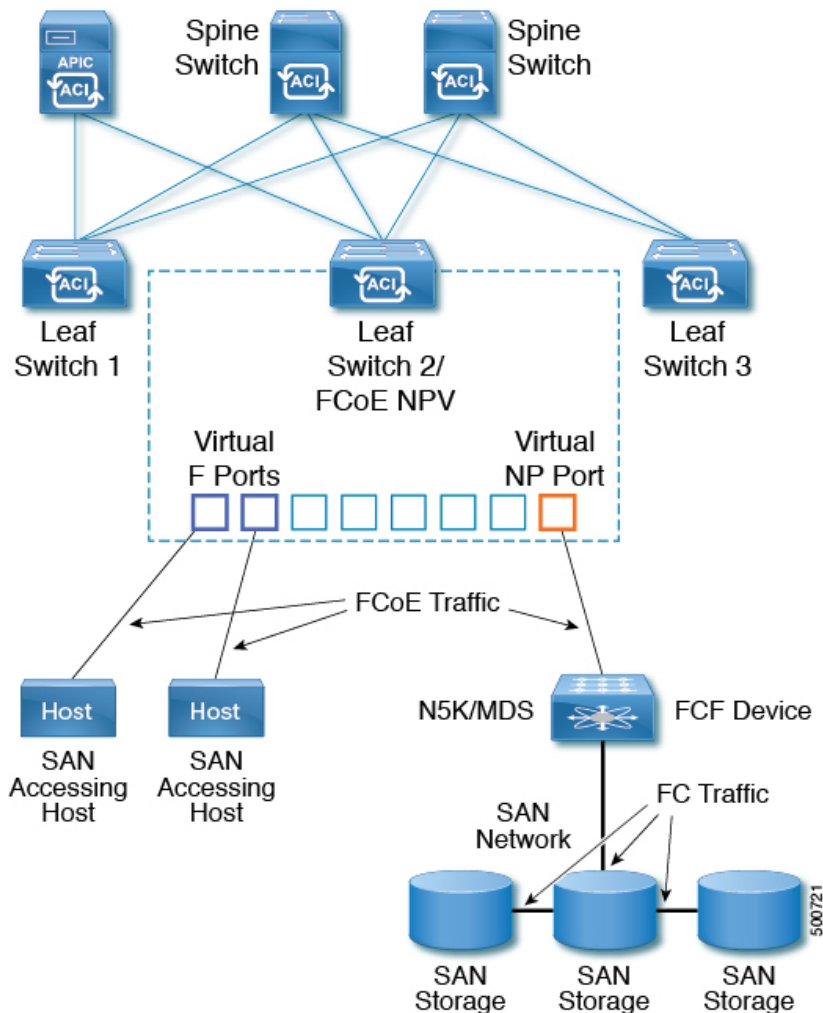 Spine
Switch
Spine
Switch
APIC
ACI
ACI
ACI
ACI
ACI
ACI
Leaf
Switch 1
Leaf
Switch 2/
FCoE NPV
Leaf
Switch 3
Virtual
F Ports
Virtual
NP Port
FCoE Traffic
Host
Host
SAN
Accessing
Host
SAN
Accessing
Host
N5K/MDS
FCF Device
FC Traffic
SAN
Network
SAN
Storage
SAN
Storage
SAN
Storage
500721